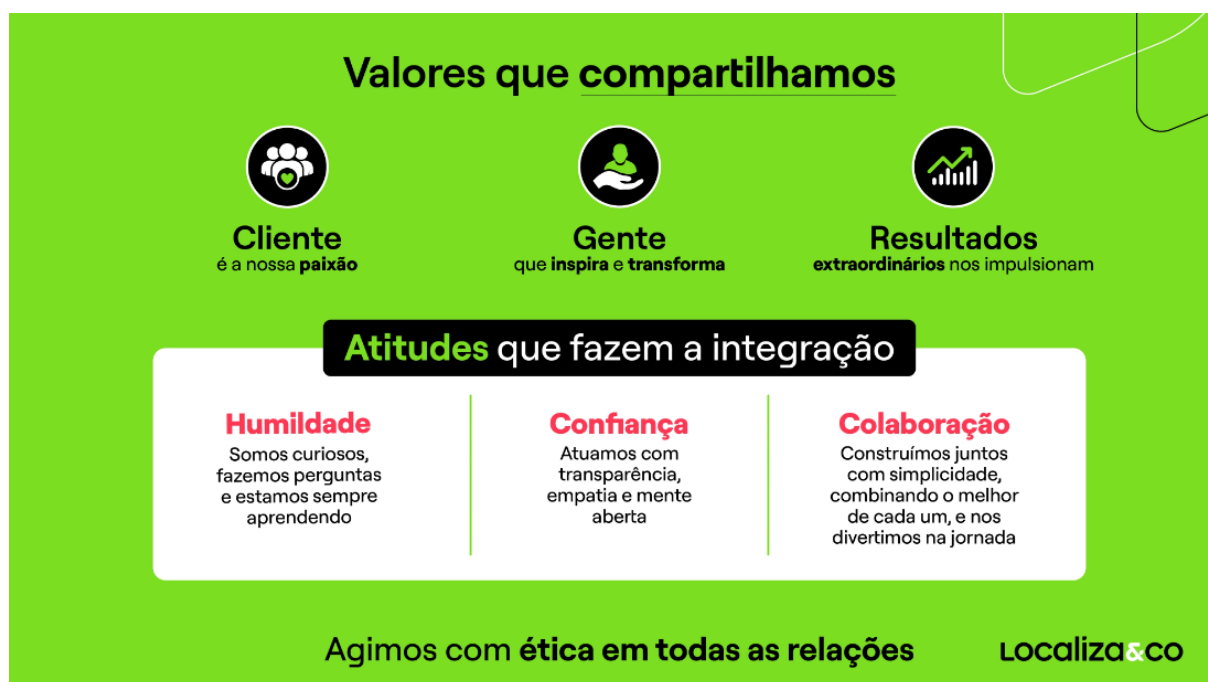 Valores que compartilhamos
Cliente
é a nossa paixão
Gente
que inspira e transforma
Resultados
extraordinários nos impulsionam
Atitudes que fazem a integração
Humildade
Somos curiosos,
fazemos perguntas
e estamos sempre
aprendendo
Confiança
Atuamos com
transparência,
empatia e mente
aberta
Colaboração
Construímos juntos
com simplicidade,
combinando o melhor
de cada um, e nos
divertimos na jornada
Agimos com ética em todas as relações
Localiza&co